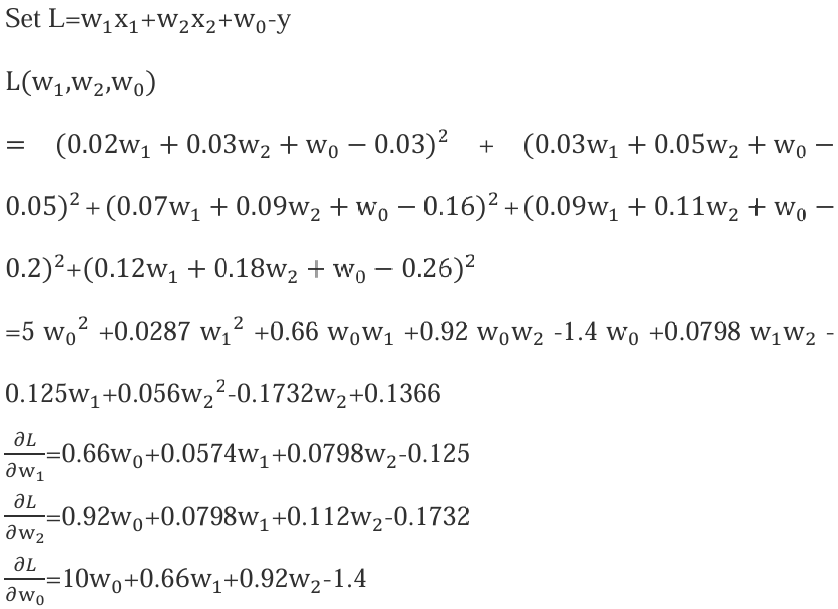 Set L=w₁x₁+w₂x₂+w₀-y
L(w₁,w₂,w₀)
= (0.02w₁ + 0.03w₂ + w₀ − 0.03)² + (0.03w₁ + 0.05w₂ + w₀ −
0.05)² + (0.07w₁ + 0.09w₂ + w₀ − 0.16)² + (0.09w₁ + 0.11w₂ + w₀ −
0.2)²+(0.12w₁ + 0.18w₂ + w₀ − 0.26)²
=5 w₀² +0.0287 w₁² +0.66 w₀w₁ +0.92 w₀w₂ -1.4 w₀ +0.0798 w₁w₂ -
0.125w₁+0.056w₂²-0.1732w₂+0.1366
∂L/∂w₁=0.66w₀+0.0574w₁+0.0798w₂-0.125
∂L/∂w₂=0.92w₀+0.0798w₁+0.112w₂-0.1732
∂L/∂w₀=10w₀+0.66w₁+0.92w₂-1.4